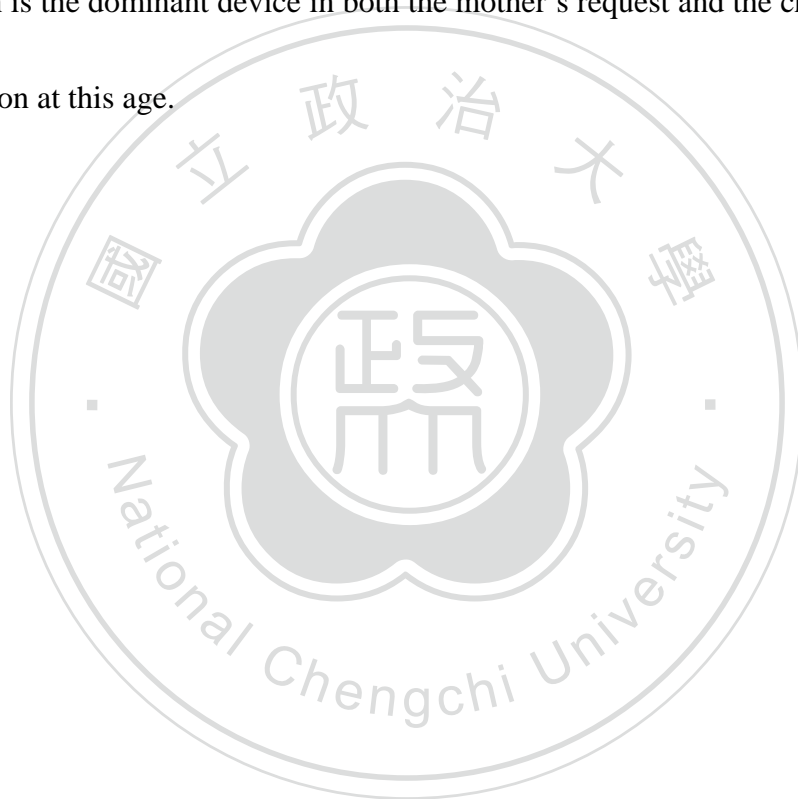 is the dominant device in both the mother’s request and the
on at this age.
國立政治大學
National Chengchi University